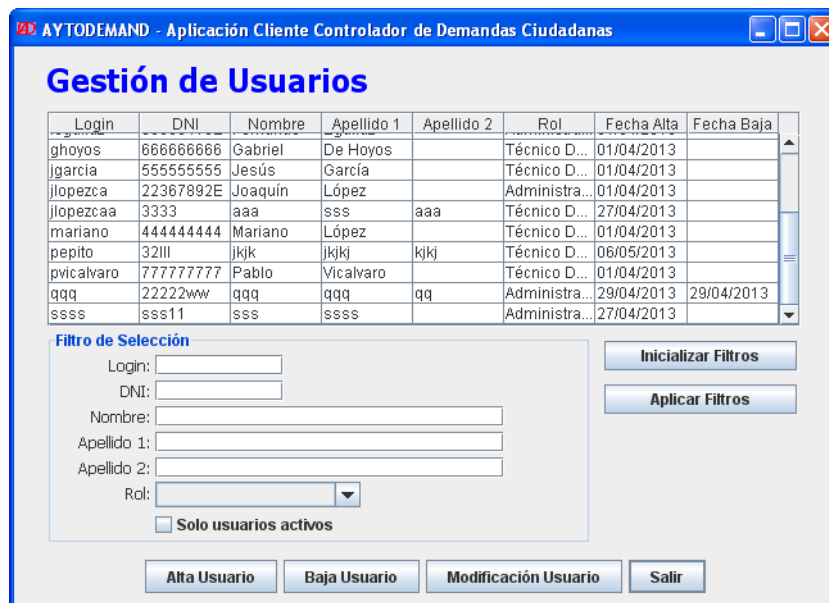 AYTODEMAND - Aplicación Cliente Controlador de Demandas Ciudadanas
Gestión de Usuarios
Login DNI Nombre Apellido 1 Apellido 2 Rol Fecha Alta Fecha Baja
ghoyos 666666666 Gabriel De Hoyos Técnico D... 01/04/2013
jgarcia 555555555 Jesús García Técnico D... 01/04/2013
jlopezca 22367892E Joaquín López Administra... 01/04/2013
jlopezcaa 3333 aaa sss aaa Técnico D... 27/04/2013
mariano 444444444 Mariano López Técnico D... 01/04/2013
pepito 32lll jkjk jkjkj kjkj Técnico D... 06/05/2013
pvicalvaro 777777777 Pablo Vicalvaro Técnico D... 01/04/2013
qqq 22222ww qqq qqq qq Administra... 29/04/2013 29/04/2013
ssss sss11 sss ssss Administra... 27/04/2013
Filtro de Selección
Login:
DNI:
Nombre:
Apellido 1:
Apellido 2:
Rol:
Solo usuarios activos
Inicializar Filtros
Aplicar Filtros
Alta Usuario Baja Usuario Modificación Usuario Salir